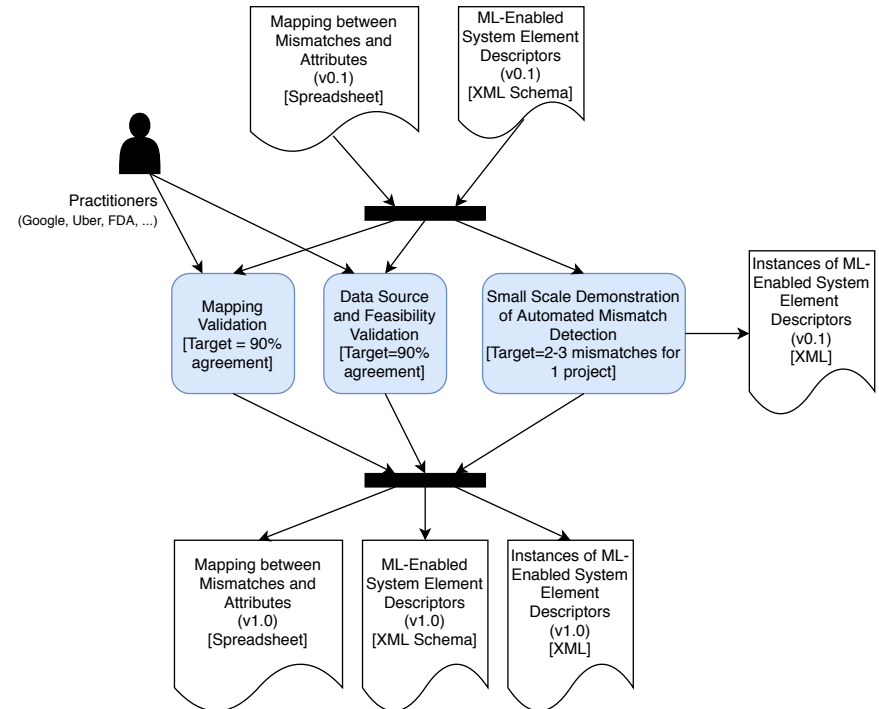 Mapping between
Mismatches and
Attributes
(v0.1)
[Spreadsheet]
ML-Enabled
System Element
Descriptors
(v0.1)
[XML Schema]
Practitioners
(Google, Uber, FDA, ...)
Mapping
Validation
[Target = 90%
agreement]
Data Source
and Feasibility
Validation
[Target=90%
agreement]
Small Scale Demonstration
of Automated Mismatch
Detection
[Target=2-3 mismatches for
1 project]
Instances of ML-
Enabled System
Element
Descriptors
(v0.1)
[XML]
Mapping between
Mismatches and
Attributes
(v1.0)
[Spreadsheet]
ML-Enabled
System Element
Descriptors
(v1.0)
[XML Schema]
Instances of ML-
Enabled System
Element
Descriptors
(v1.0)
[XML]